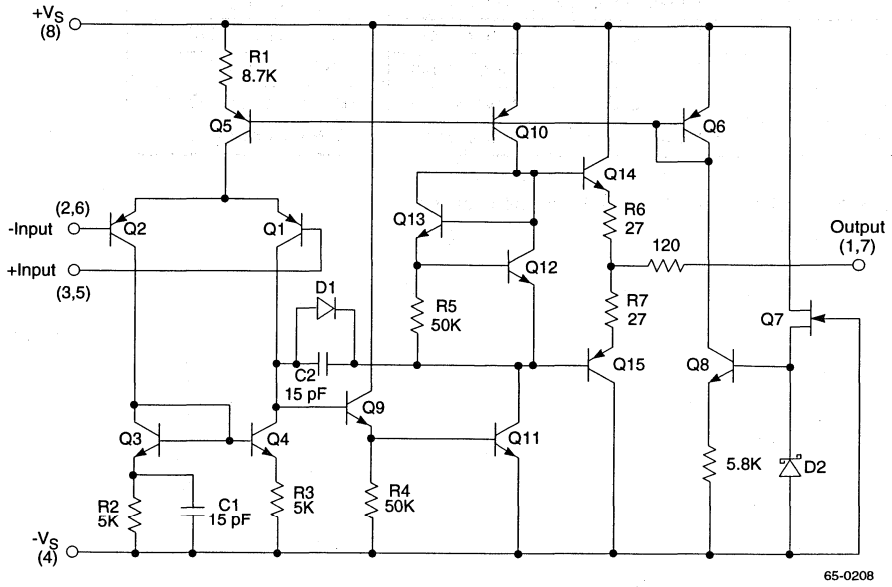 +VS
(8)
R1
8.7K
Q5
Q10
Q6
Q14
(2,6)
-Input
Q2
Q1
Q13
R6
27
Output
(1,7)
120
+Input
(3,5)
Q12
D1
R5
50K
R7
27
Q7
C2
15 pF
Q15
Q8
Q9
Q3
Q4
Q11
5.8K
D2
R2
5K
C1
15 pF
R3
5K
R4
50K
-VS
(4)
65-0208